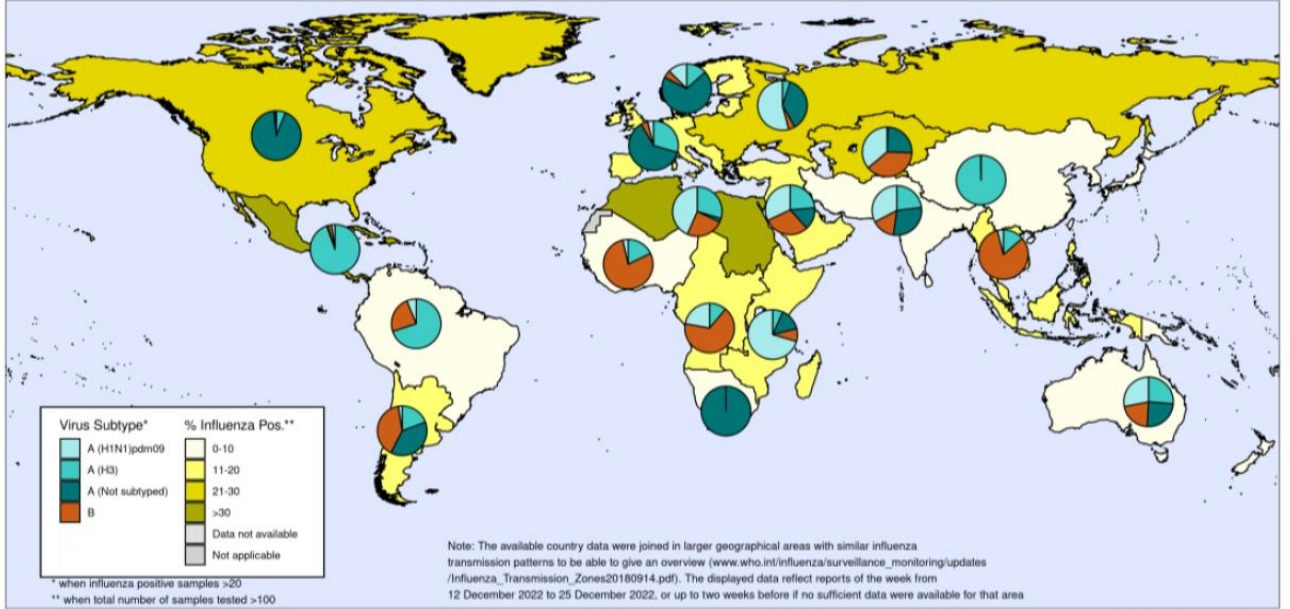 Virus Subtype*
A (H1N1)pdm09
A (H3)
A (Not subtyped)
B
% Influenza Pos.**
0-10
11-20
21-30
>30
Data not available
Not applicable
* when influenza positive samples >20
** when total number of samples tested >100
Note: The available country data were joined in larger geographical areas with similar influenza
transmission patterns to be able to give an overview (www.who.int/influenza/surveillance_monitoring/updates
/Influenza_Transmission_Zones20180914.pdf). The displayed data reflect reports of the week from
12 December 2022 to 25 December 2022, or up to two weeks before if no sufficient data were available for that area